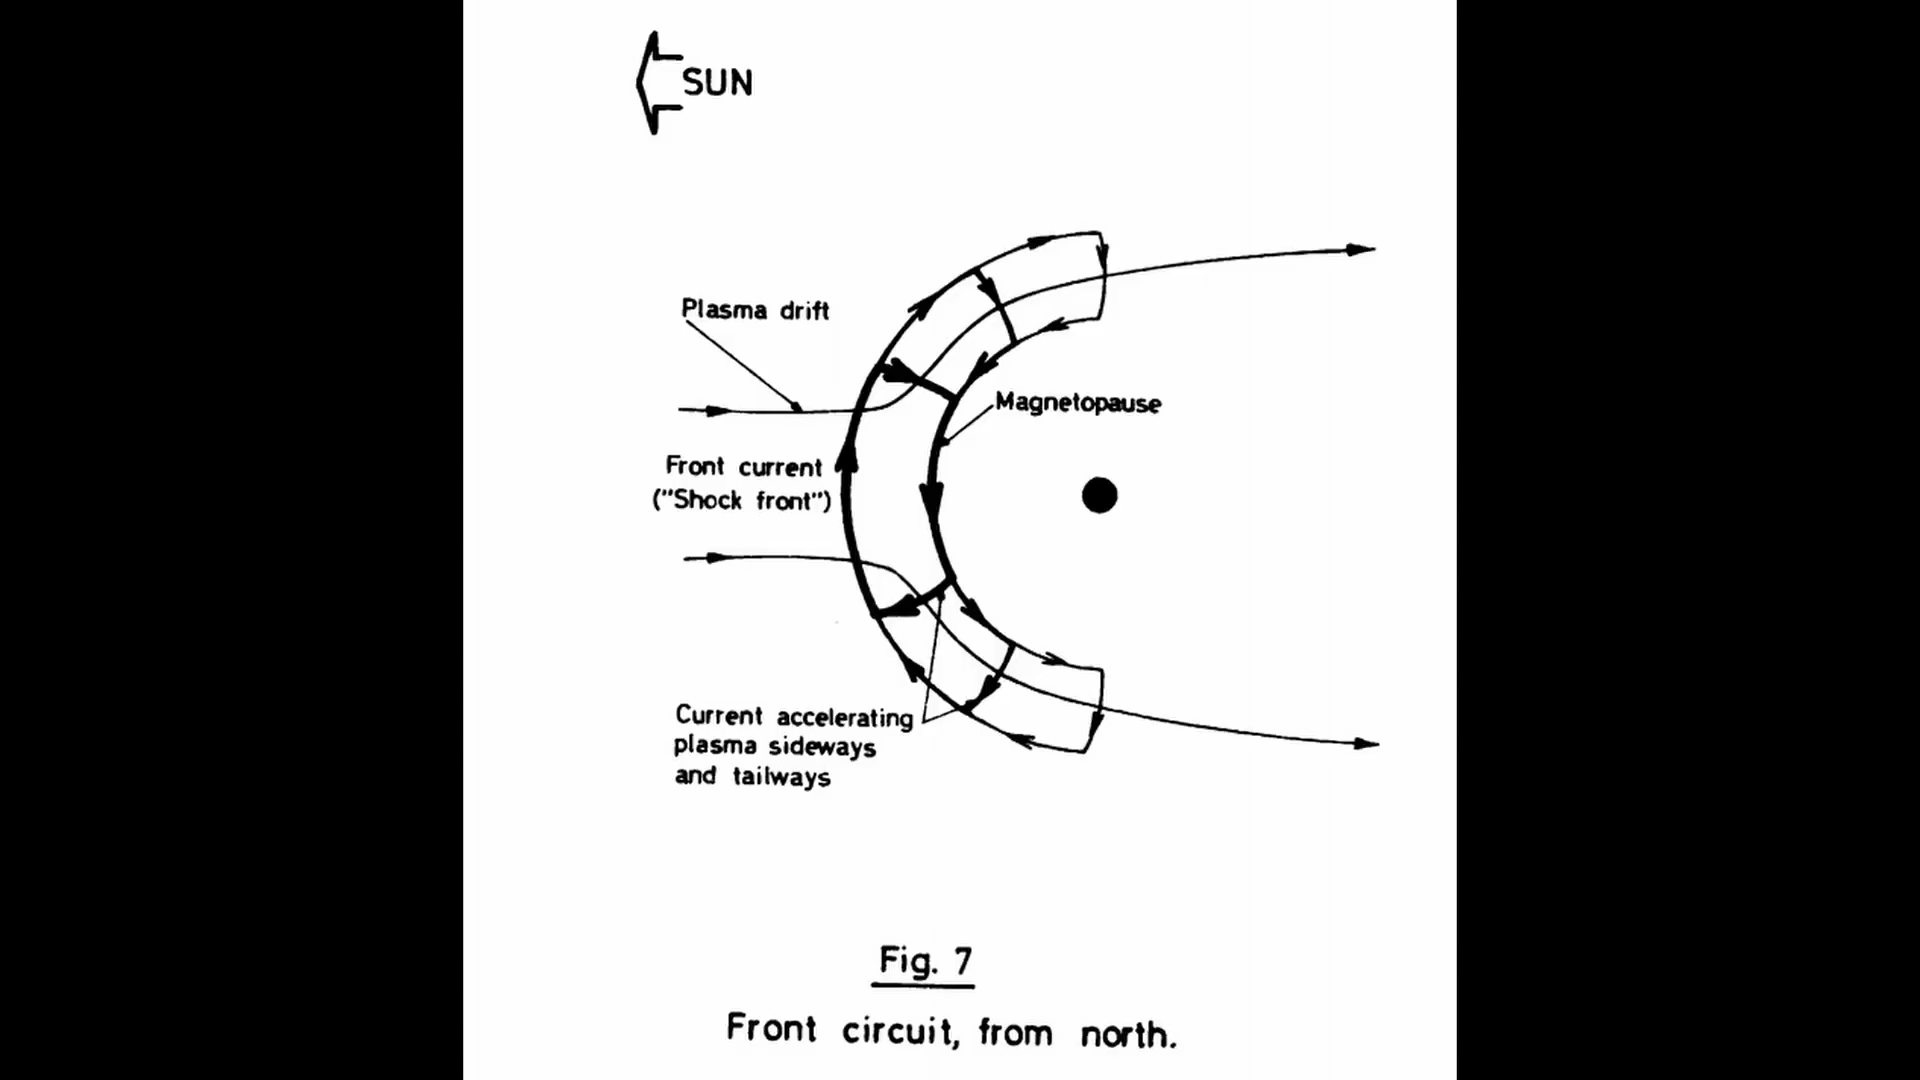 SUN
Plasma drift
Magnetopause
Front current
("Shock front")
Current accelerating
plasma sideways
and tailways
Fig. 7
Front circuit, from north.